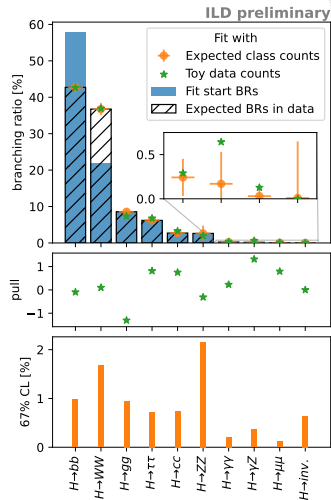 ILD preliminary
Fit with
Expected class counts
Toy data counts
Fit start BRs
Expected BRs in data
branching ratio [%]
60
50
40
30
20
10
0
0.5
0.0
pull
1
0
−1
67% CL [%]
2
1
0
H→bb
H→WW
H→gg
H→ττ
H→cc
H→ZZ
H→γγ
H→γZ
H→μμ
H→inv.